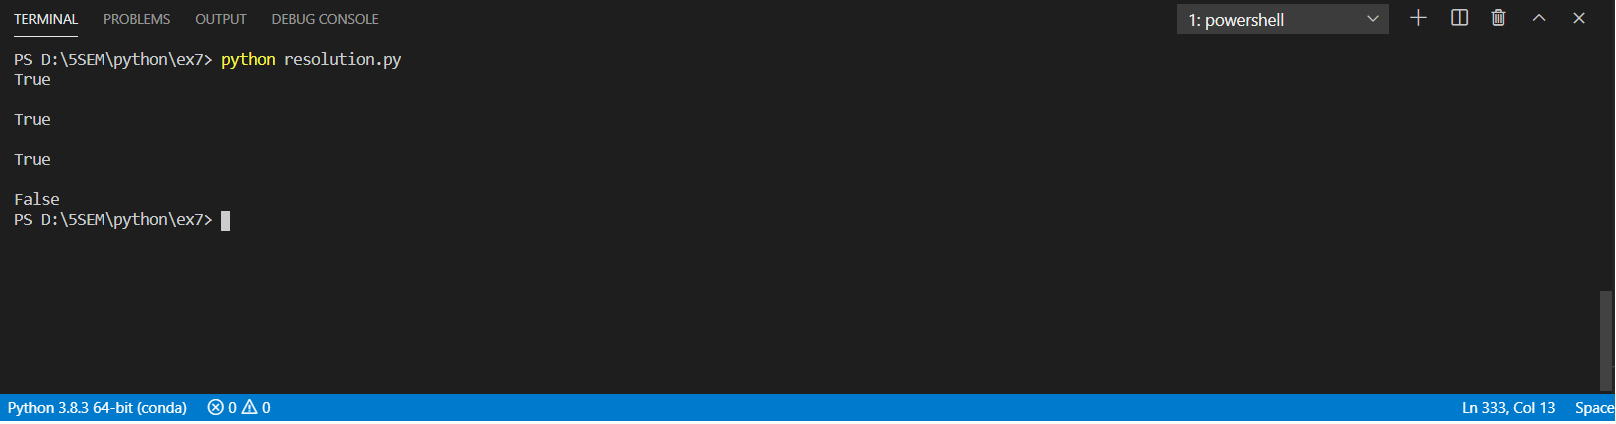 TERMINAL PROBLEMS OUTPUT DEBUG CONSOLE 1: powershell
PS D:\5SEM\python\ex7> python resolution.py
True
True
True
False
PS D:\5SEM\python\ex7>
Python 3.8.3 64-bit (conda) 0 0 Ln 333, Col 13 Space